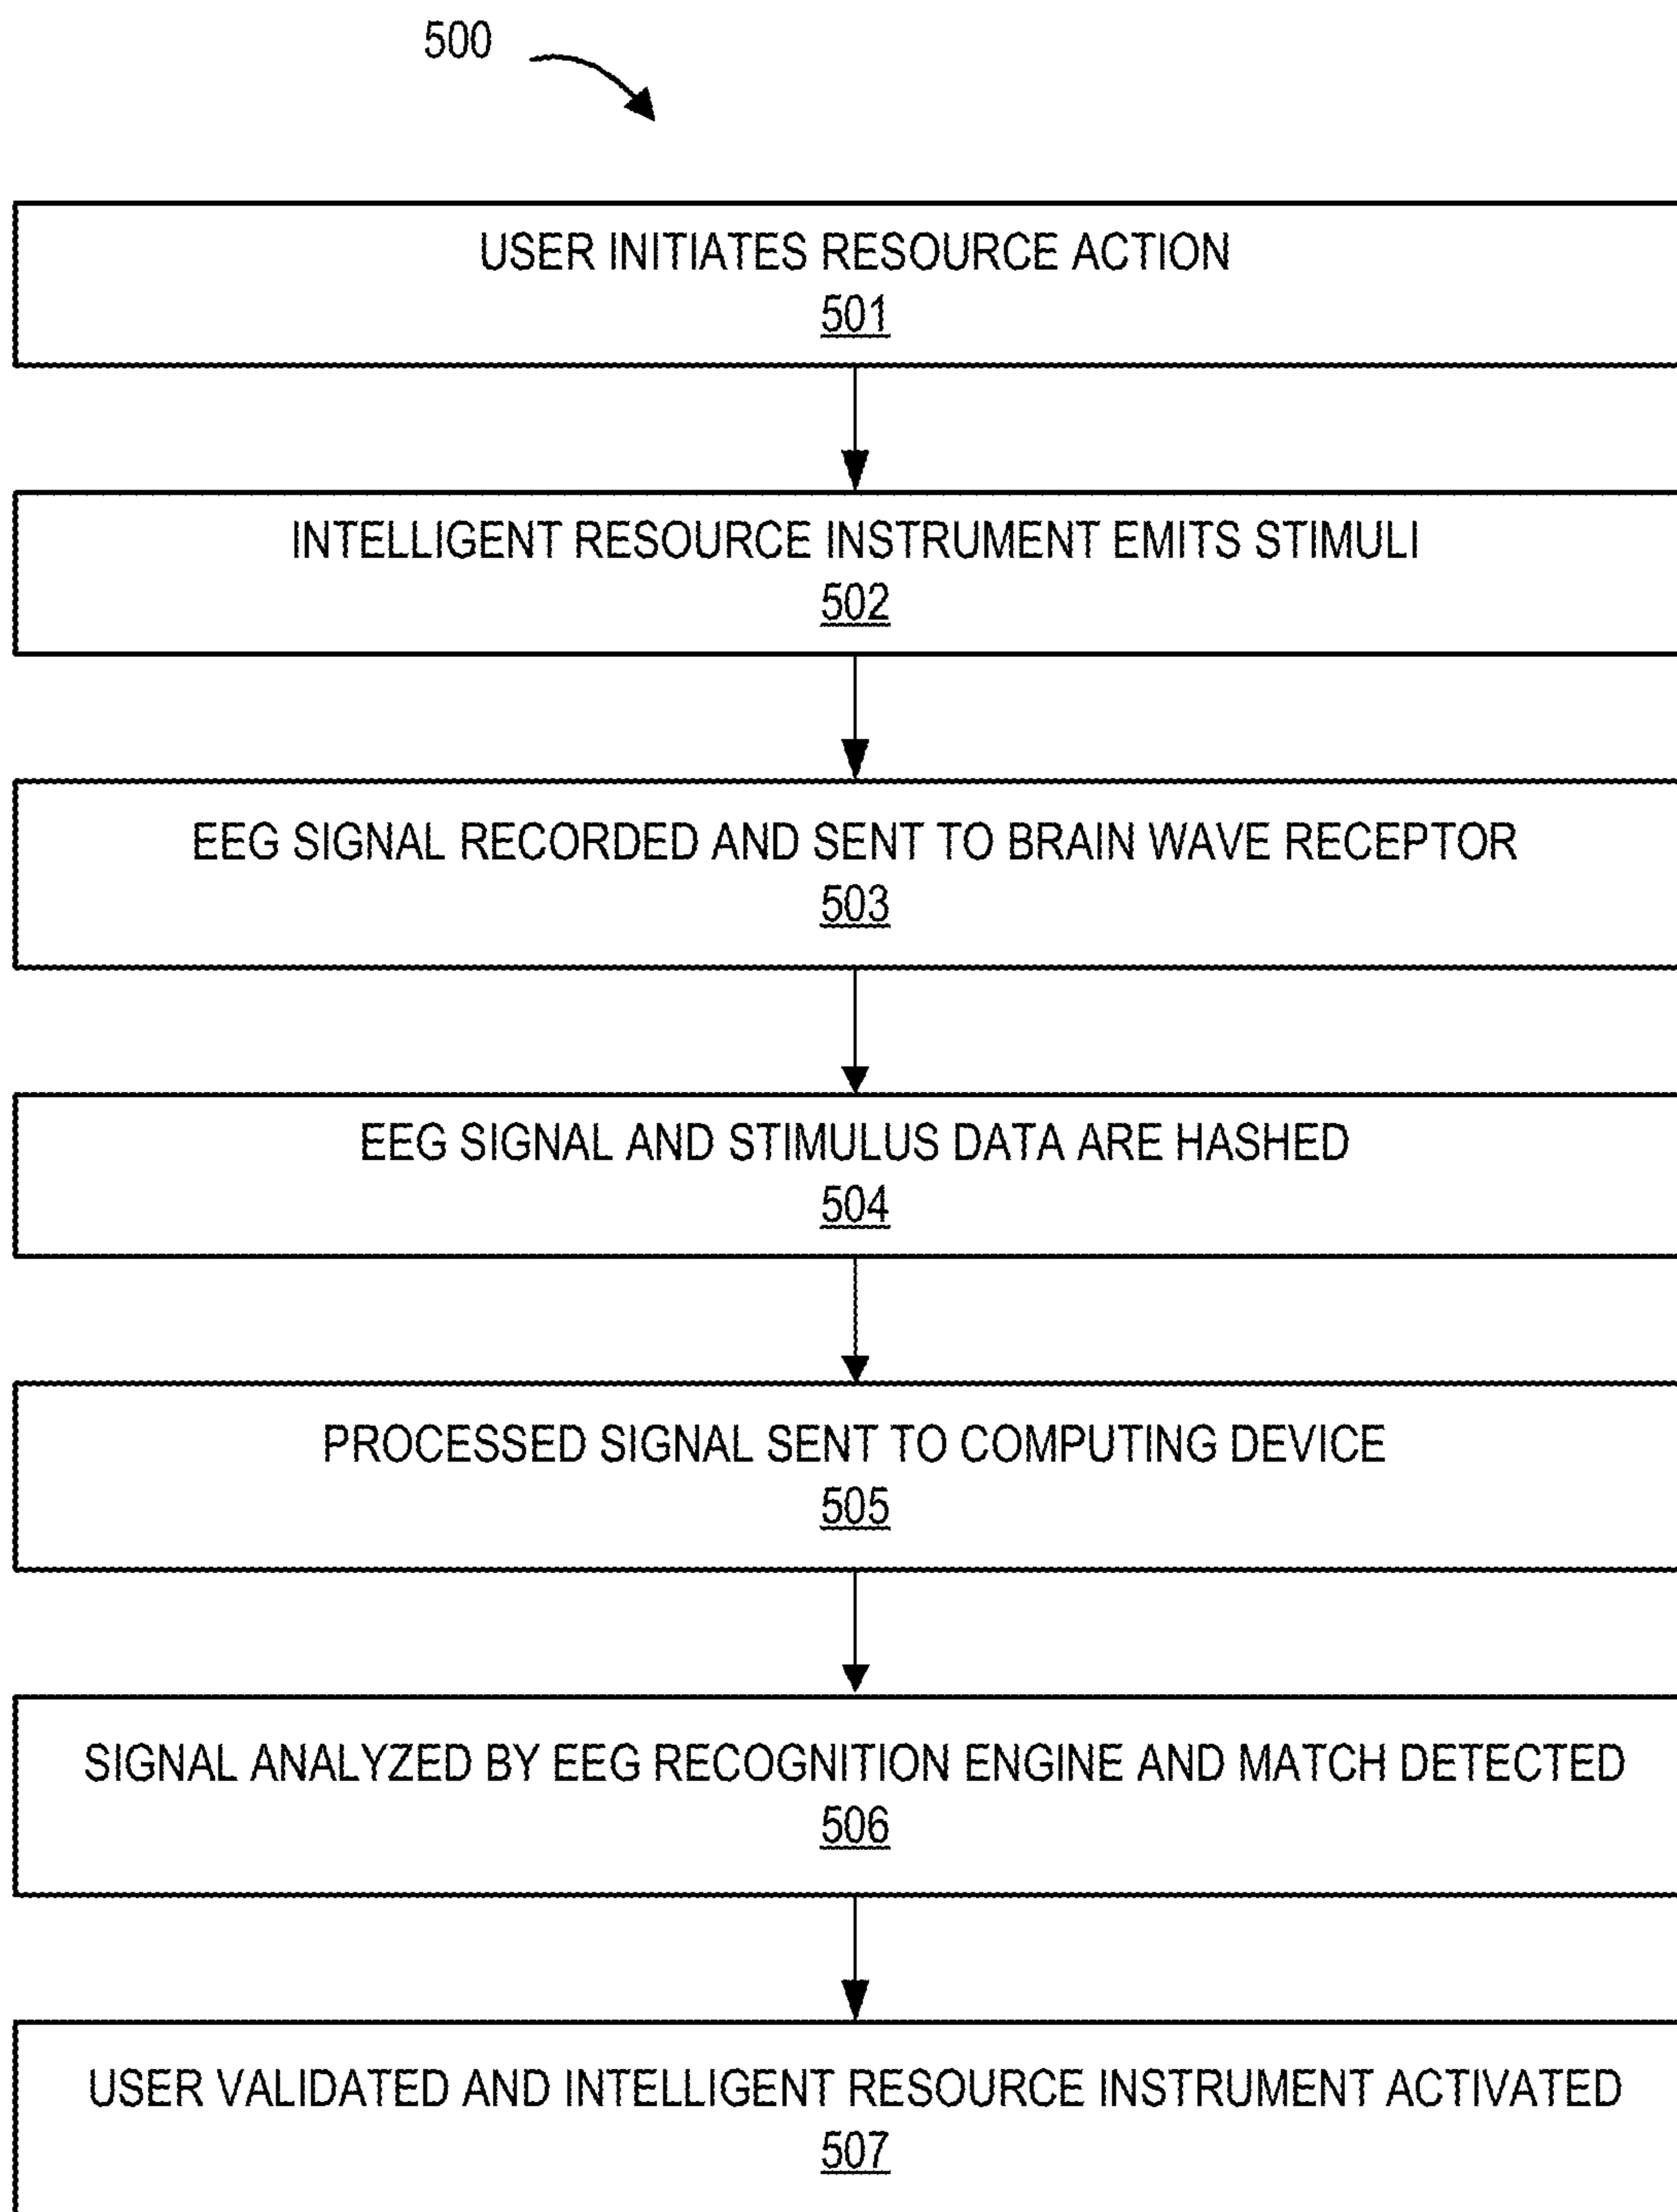 500
USER INITIATES RESOURCE ACTION
501
INTELLIGENT RESOURCE INSTRUMENT EMITS STIMULI
502
EEG SIGNAL RECORDED AND SENT TO BRAIN WAVE RECEPTOR
503
EEG SIGNAL AND STIMULUS DATA ARE HASHED
504
PROCESSED SIGNAL SENT TO COMPUTING DEVICE
505
SIGNAL ANALYZED BY EEG RECOGNITION ENGINE AND MATCH DETECTED
506
USER VALIDATED AND INTELLIGENT RESOURCE INSTRUMENT ACTIVATED
507